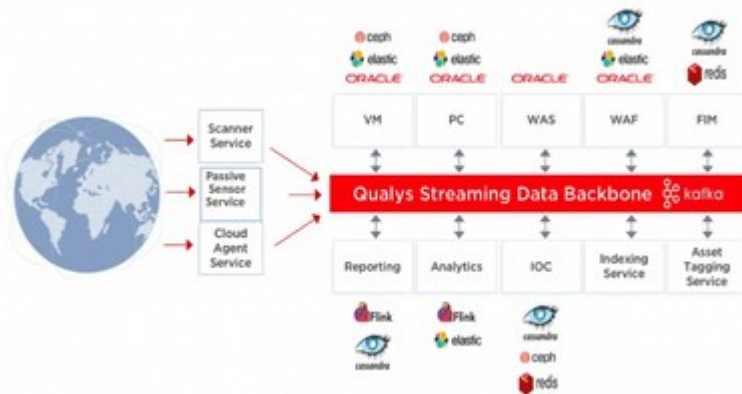 ceph
elastic
ORACLE
ceph
elastic
ORACLE
ORACLE
cassandra
elastic
ORACLE
cassandra
redis
VM
PC
WAS
WAF
FIM
Scanner
Service
Passive
Sensor
Service
Cloud
Agent
Service
Qualys Streaming Data Backbone kafka
Reporting
Analytics
IOC
Indexing
Service
Asset
Tagging
Service
Flink
cassandra
Flink
elastic
cassandra
ceph
redis